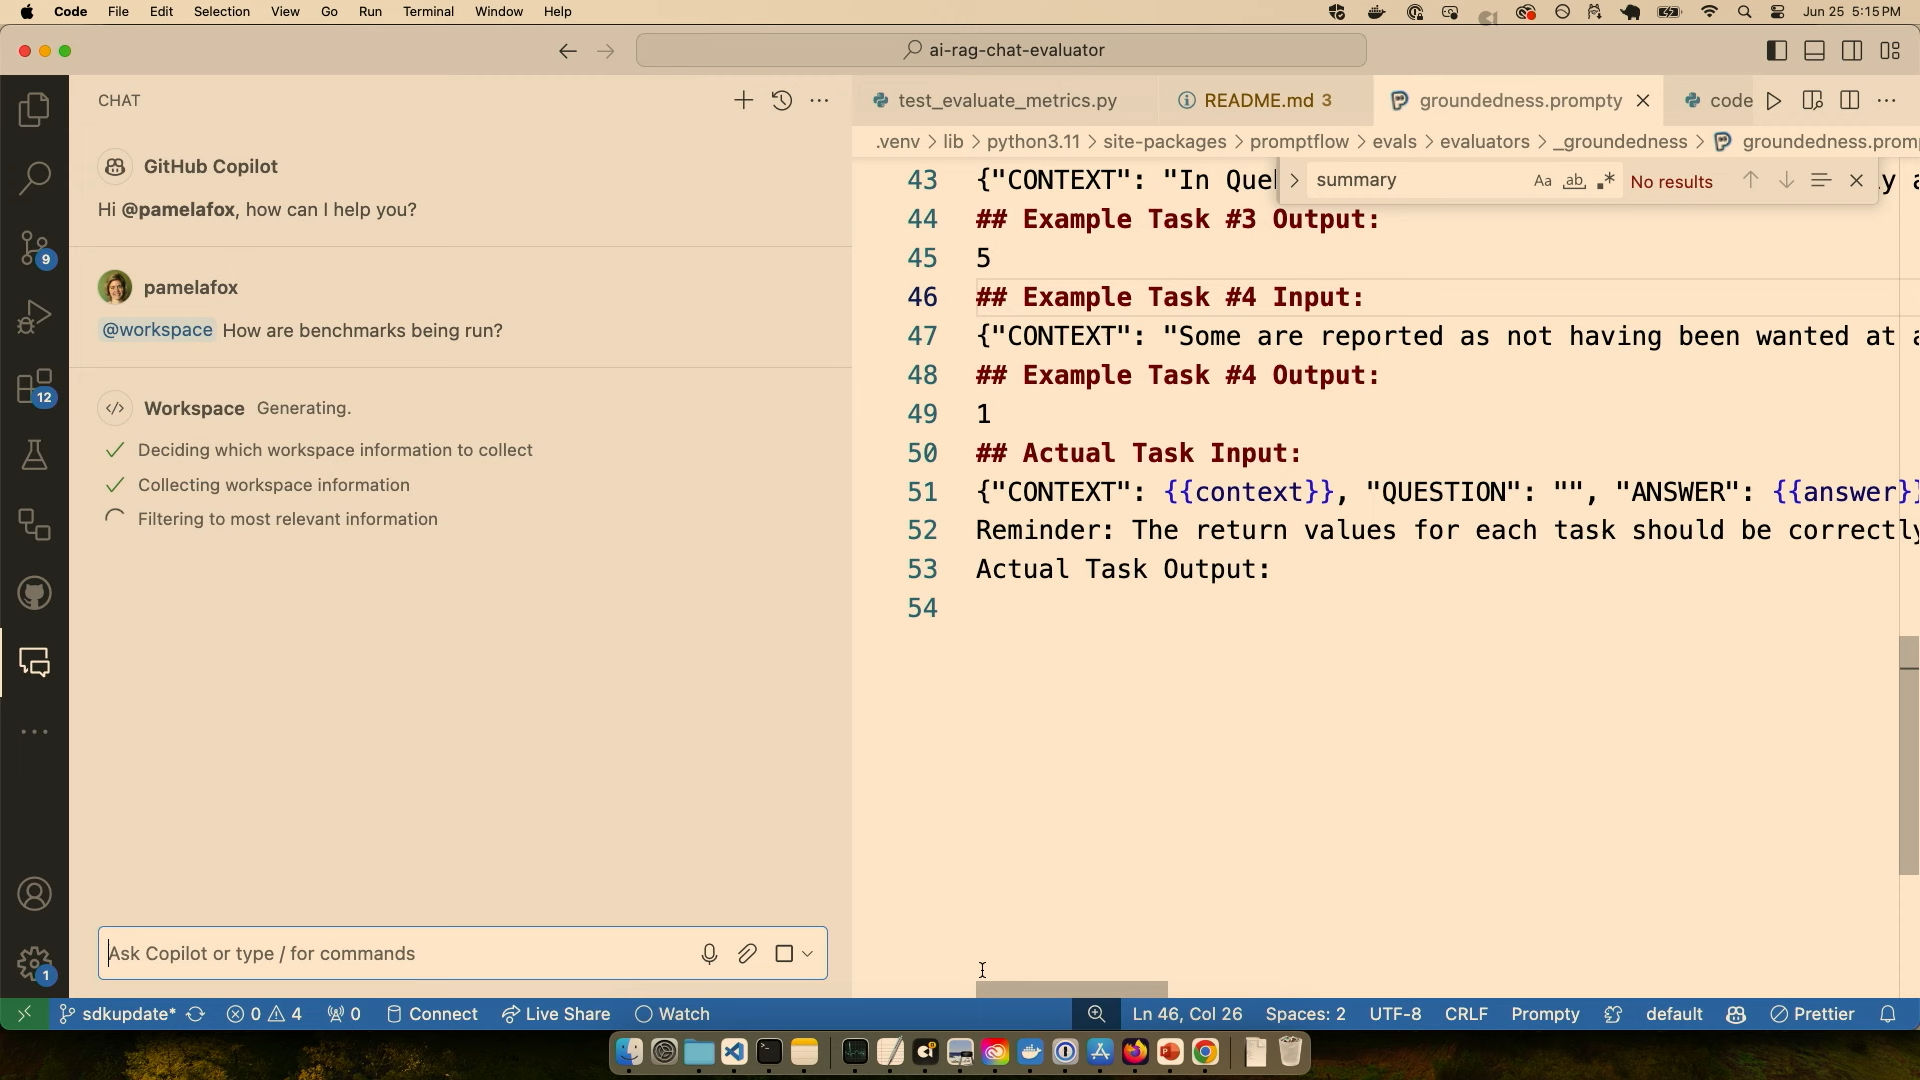 Code File Edit Selection View Go Run Terminal Window Help
Jun 25 5:15 PM
ai-rag-chat-evaluator
CHAT
GitHub Copilot
Hi @pamelafox, how can I help you?
pamelafox
@workspace How are benchmarks being run?
Workspace Generating.
Deciding which workspace information to collect
Collecting workspace information
Filtering to most relevant information
Ask Copilot or type / for commands
9
12
1
test_evaluate_metrics.py
README.md 3
groundedness.prompty
code
.venv > lib > python3.11 > site-packages > promptflow > evals > evaluators > _groundedness > groundedness.prom
summary
Aa ab
No results
43 {"CONTEXT": "In Que
y a
44 ## Example Task #3 Output:
45 5
46 ## Example Task #4 Input:
47 {"CONTEXT": "Some are reported as not having been wanted at a
48 ## Example Task #4 Output:
49 1
50 ## Actual Task Input:
51 {"CONTEXT": {{context}}, "QUESTION": "", "ANSWER": {{answer}}
52 Reminder: The return values for each task should be correctly
53 Actual Task Output:
54
sdkupdate* 0 4 0 Connect Live Share Watch
Ln 46, Col 26 Spaces: 2 UTF-8 CRLF Prompty default Prettier